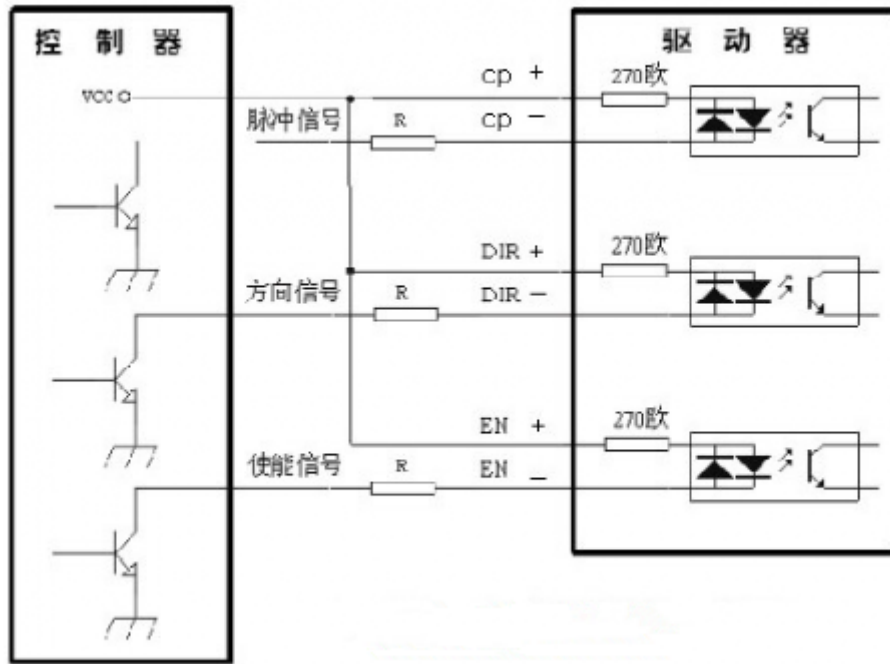 控 制 器
驱 动 器
VCC
cp +
270欧
脉冲信号
R
cp −
DIR +
270欧
方向信号
R
DIR −
EN +
270欧
使能信号
R
EN −